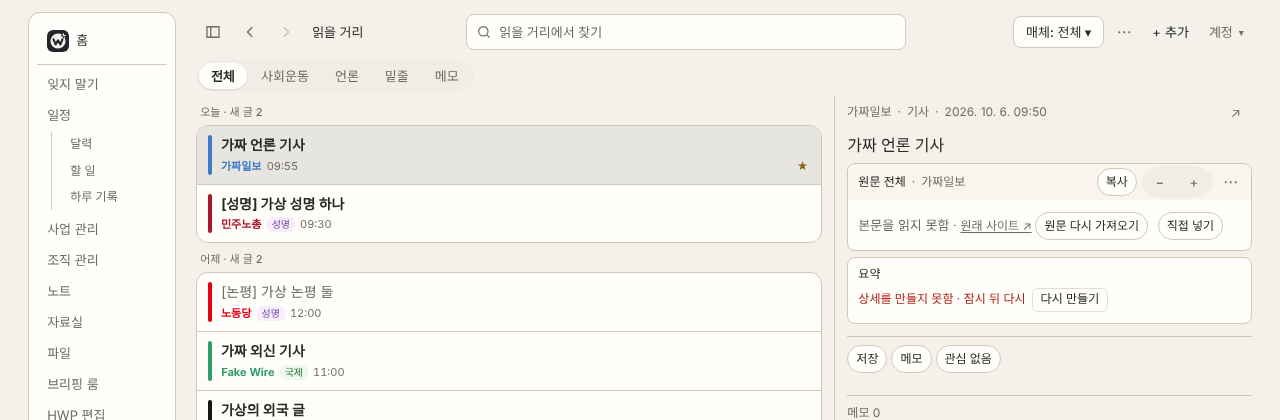 홈
잊지 말기
일정
달력
할 일
하루 기록
사업 관리
조직 관리
노트
자료실
파일
브리핑 룸
HWP 편집
읽을 거리
읽을 거리에서 찾기
매체: 전체 ▾
⋯
+ 추가
계정 ▾
전체 사회운동 언론 밑줄 메모
오늘 · 새 글 2
가짜 언론 기사
가짜일보 09:55 ★
[성명] 가상 성명 하나
민주노총 성명 09:30
어제 · 새 글 2
[논평] 가상 논평 둘
노동당 성명 12:00
가짜 외신 기사
Fake Wire 국제 11:00
가상의 외국 글
가짜일보 · 기사 · 2026. 10. 6. 09:50 ↗
가짜 언론 기사
원문 전체 · 가짜일보 복사 − + ⋯
본문을 읽지 못함 · 원래 사이트 ↗ 원문 다시 가져오기 직접 넣기
요약
상세를 만들지 못함 · 잠시 뒤 다시 다시 만들기
저장 메모 관심 없음
메모 0